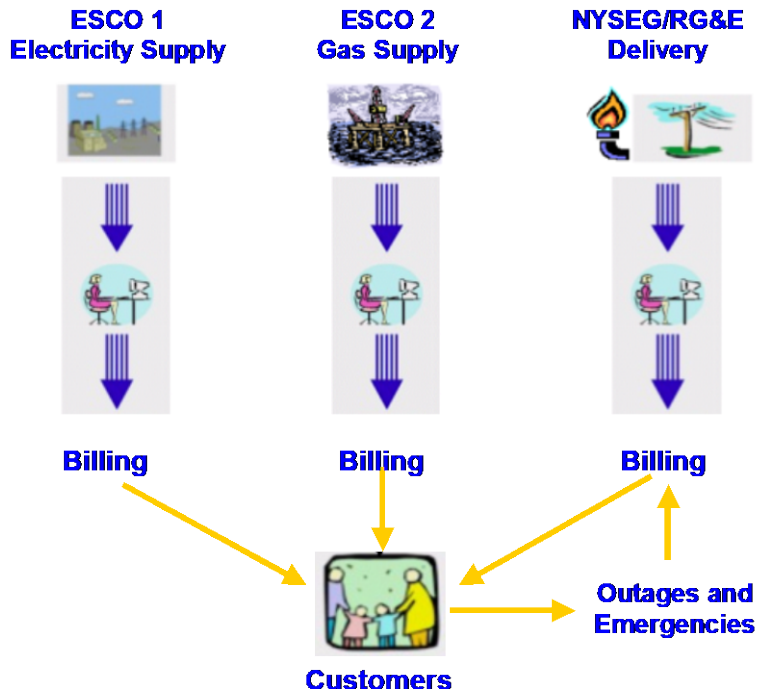 ESCO 1
Electricity Supply
ESCO 2
Gas Supply
NYSEG/RG&E
Delivery
Billing
Billing
Billing
Outages and
Emergencies
Customers